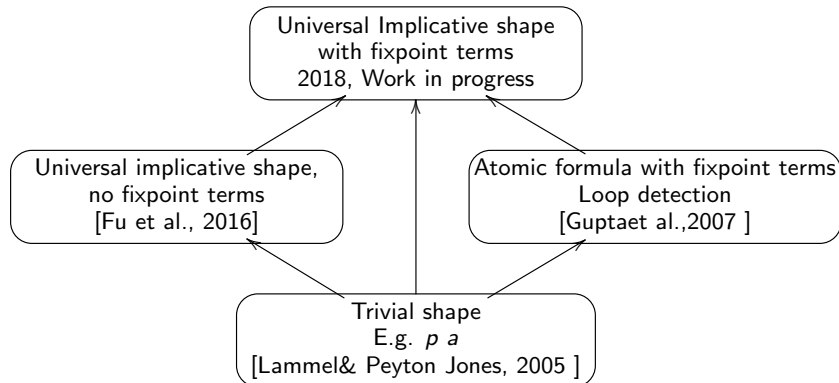 Universal Implicative shape
with fixpoint terms
2018, Work in progress
Universal implicative shape,
no fixpoint terms
[Fu et al., 2016]
Atomic formula with fixpoint terms
Loop detection
[Guptaet al.,2007 ]
Trivial shape
E.g. p a
[Lammel& Peyton Jones, 2005 ]